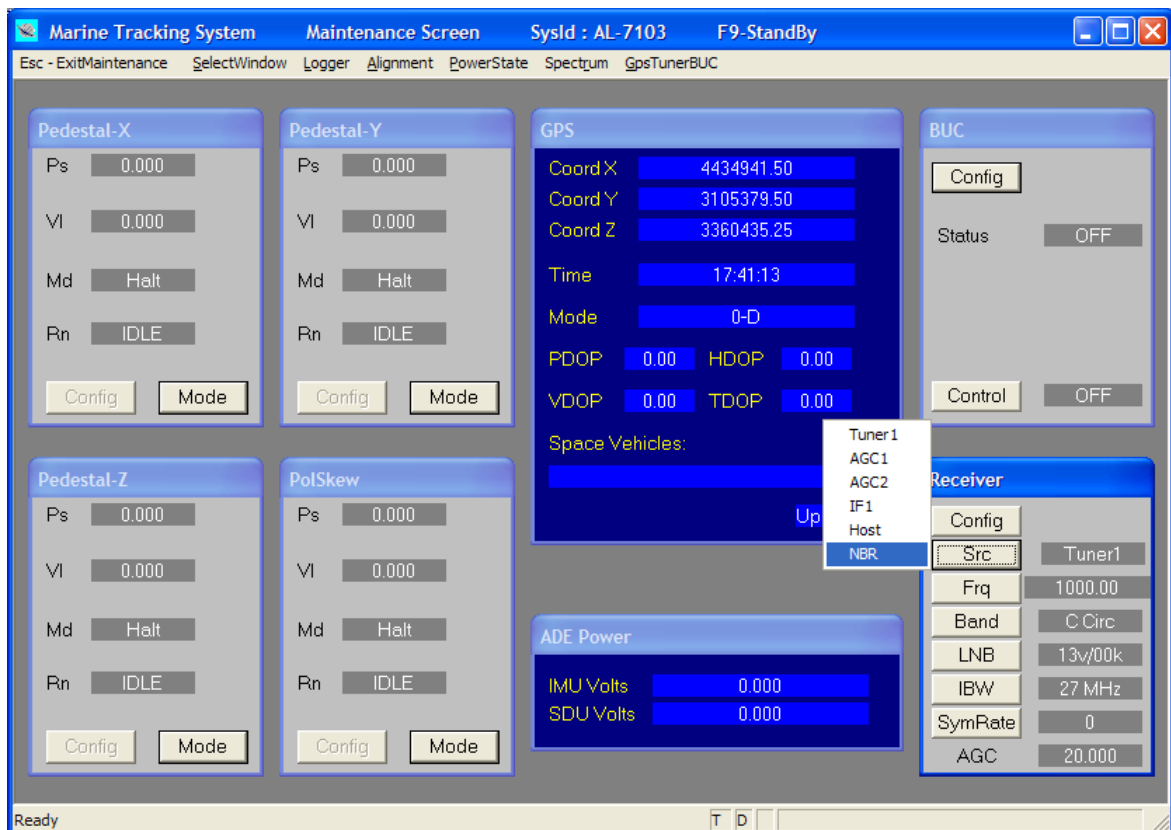 Marine Tracking System Maintenance Screen SysId : AL-7103 F9-StandBy
Esc - ExitMaintenance SelectWindow Logger Alignment PowerState Spectrum GpsTunerBUC
Pedestal-X
Ps 0.000
Vl 0.000
Md Halt
Rn IDLE
Config Mode
Pedestal-Y
Ps 0.000
Vl 0.000
Md Halt
Rn IDLE
Config Mode
GPS
Coord X 4434941.50
Coord Y 3105379.50
Coord Z 3360435.25
Time 17:41:13
Mode 0-D
PDOP 0.00 HDOP 0.00
VDOP 0.00 TDOP 0.00
Space Vehicles:
Up
BUC
Config
Status OFF
Control OFF
Pedestal-Z
Ps 0.000
Vl 0.000
Md Halt
Rn IDLE
Config Mode
PolSkew
Ps 0.000
Vl 0.000
Md Halt
Rn IDLE
Config Mode
ADE Power
IMU Volts 0.000
SDU Volts 0.000
Tuner1
AGC1
AGC2
IF1
Host
NBR
Receiver
Config
Src Tuner1
Frq 1000.00
Band C Circ
LNB 13v/00k
IBW 27 MHz
SymRate 0
AGC 20.000
Ready T D